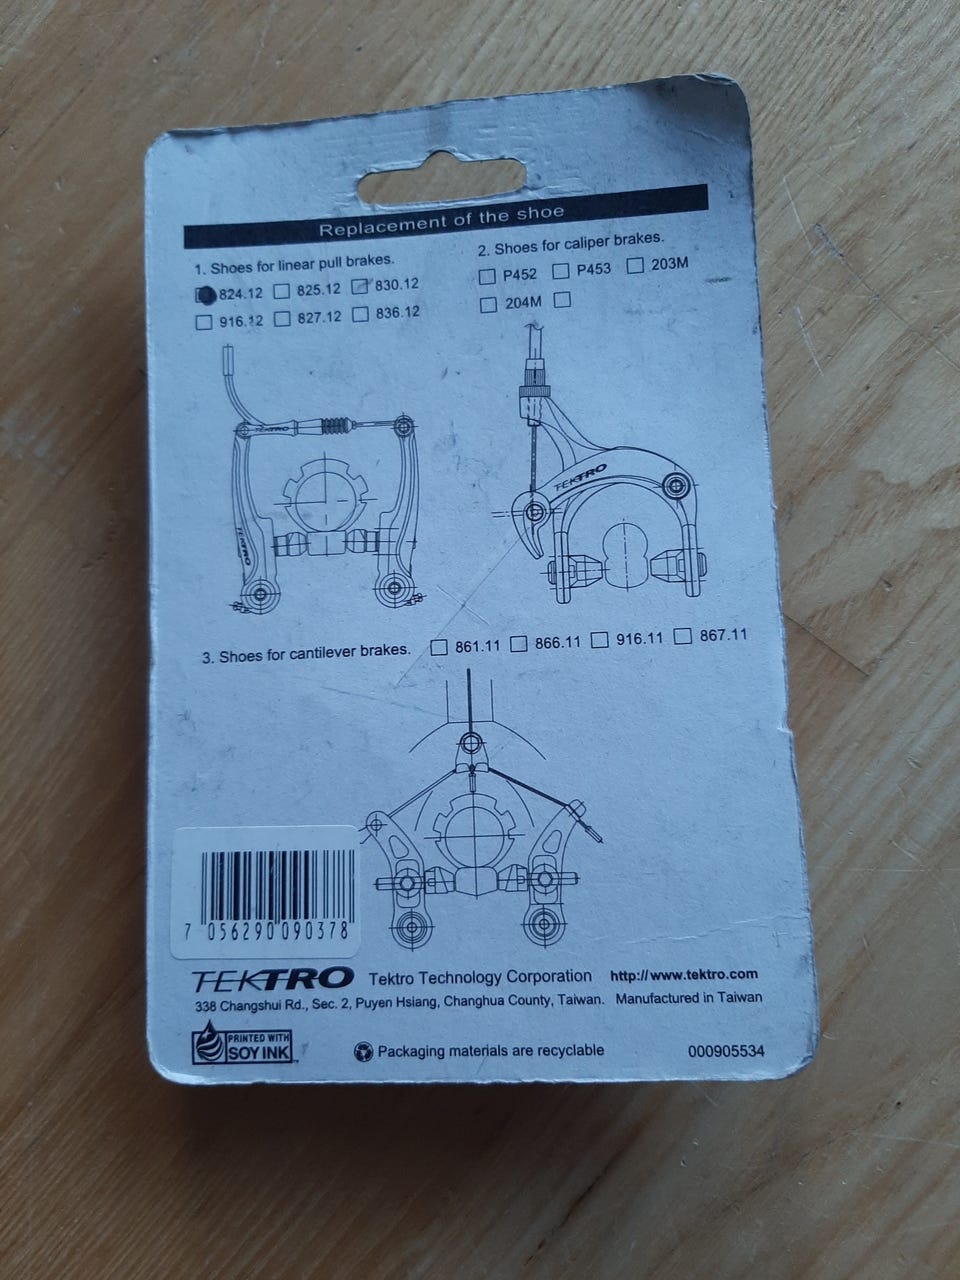 Replacement of the shoe
1. Shoes for linear pull brakes.
824.12 825.12 830.12
916.12 827.12 836.12
2. Shoes for caliper brakes.
P452 P453 203M
204M
TEKTRO
TEKTRO
TEKTRO
3. Shoes for cantilever brakes. 861.11 866.11 916.11 867.11
7 056290 090378
TEKTRO Tektro Technology Corporation http://www.tektro.com
338 Changshui Rd., Sec. 2, Puyen Hsiang, Changhua County, Taiwan. Manufactured in Taiwan
PRINTED WITH
SOY INK™
Packaging materials are recyclable 000905534